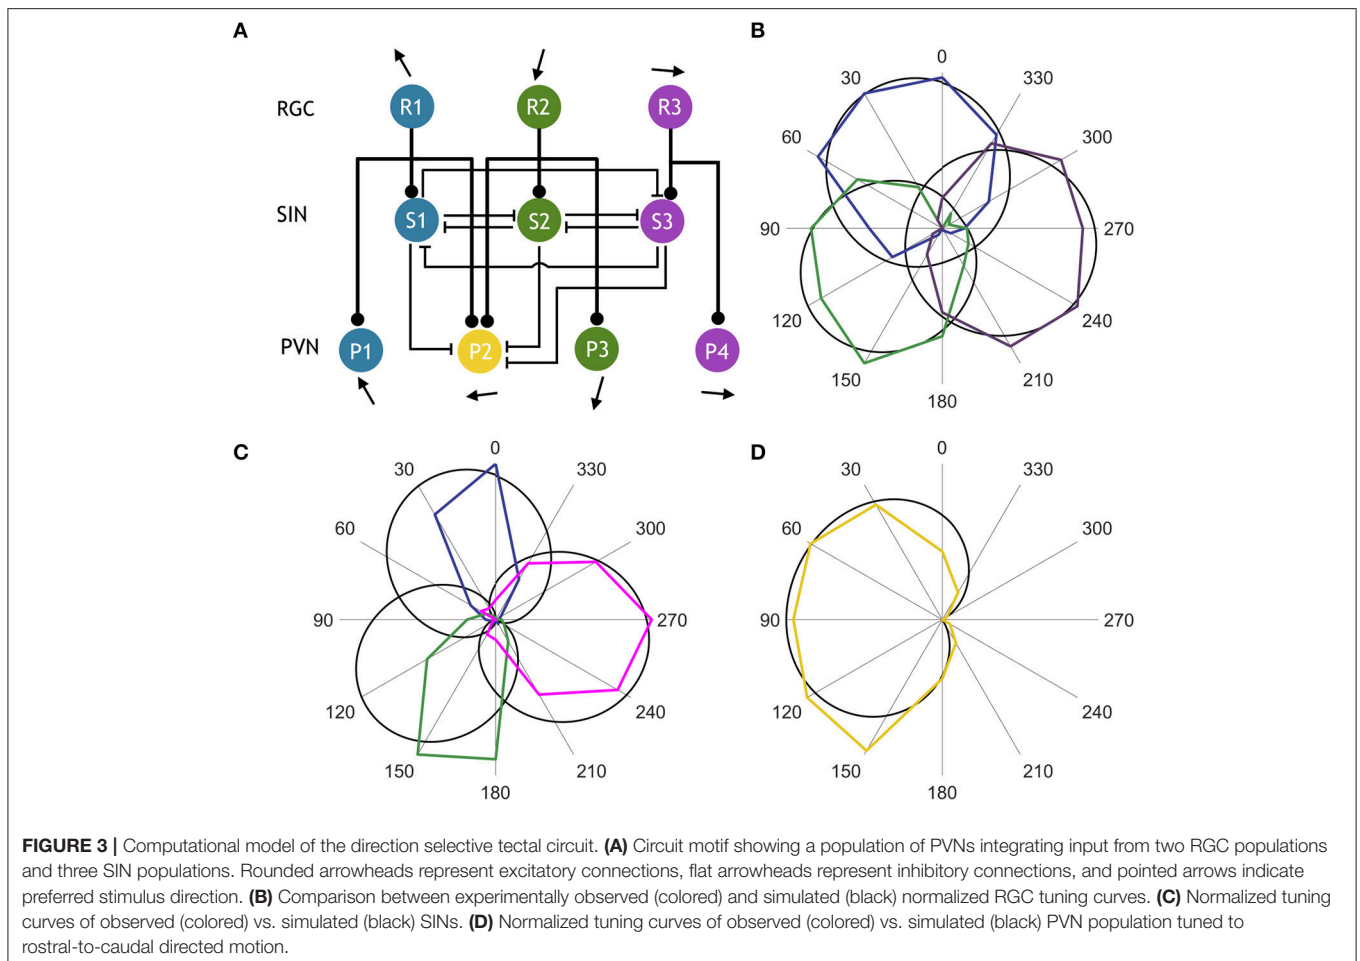 A
RGC
R1
R2
R3
SIN
S1
S2
S3
PVN
P1
P2
P3
P4
B
0
30
330
60
300
90
270
120
240
150
210
180
C
0
30
330
60
300
90
270
120
240
150
210
180
D
0
30
330
60
300
90
270
120
240
150
210
180
FIGURE 3 | Computational model of the direction selective tectal circuit. (A) Circuit motif showing a population of PVNs integrating input from two RGC populations
and three SIN populations. Rounded arrowheads represent excitatory connections, flat arrowheads represent inhibitory connections, and pointed arrows indicate
preferred stimulus direction. (B) Comparison between experimentally observed (colored) and simulated (black) normalized RGC tuning curves. (C) Normalized tuning
curves of observed (colored) vs. simulated (black) SINs. (D) Normalized tuning curves of observed (colored) vs. simulated (black) PVN population tuned to
rostral-to-caudal directed motion.